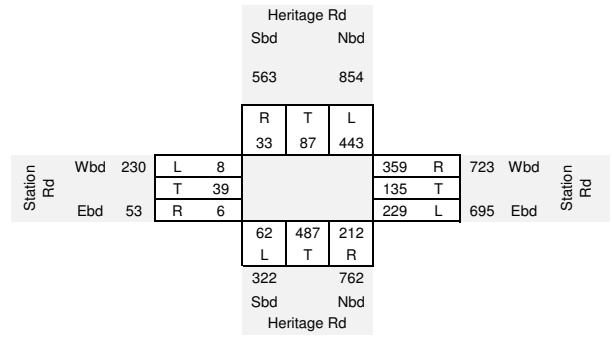 Heritage Rd
Sbd Nbd
563 854
R T L
33 87 443
Station Rd Wbd 230 L 8 359 R 723 Wbd Station Rd
T 39 135 T
Ebd 53 R 6 229 L 695 Ebd
62 487 212
L T R
322 762
Sbd Nbd
Heritage Rd